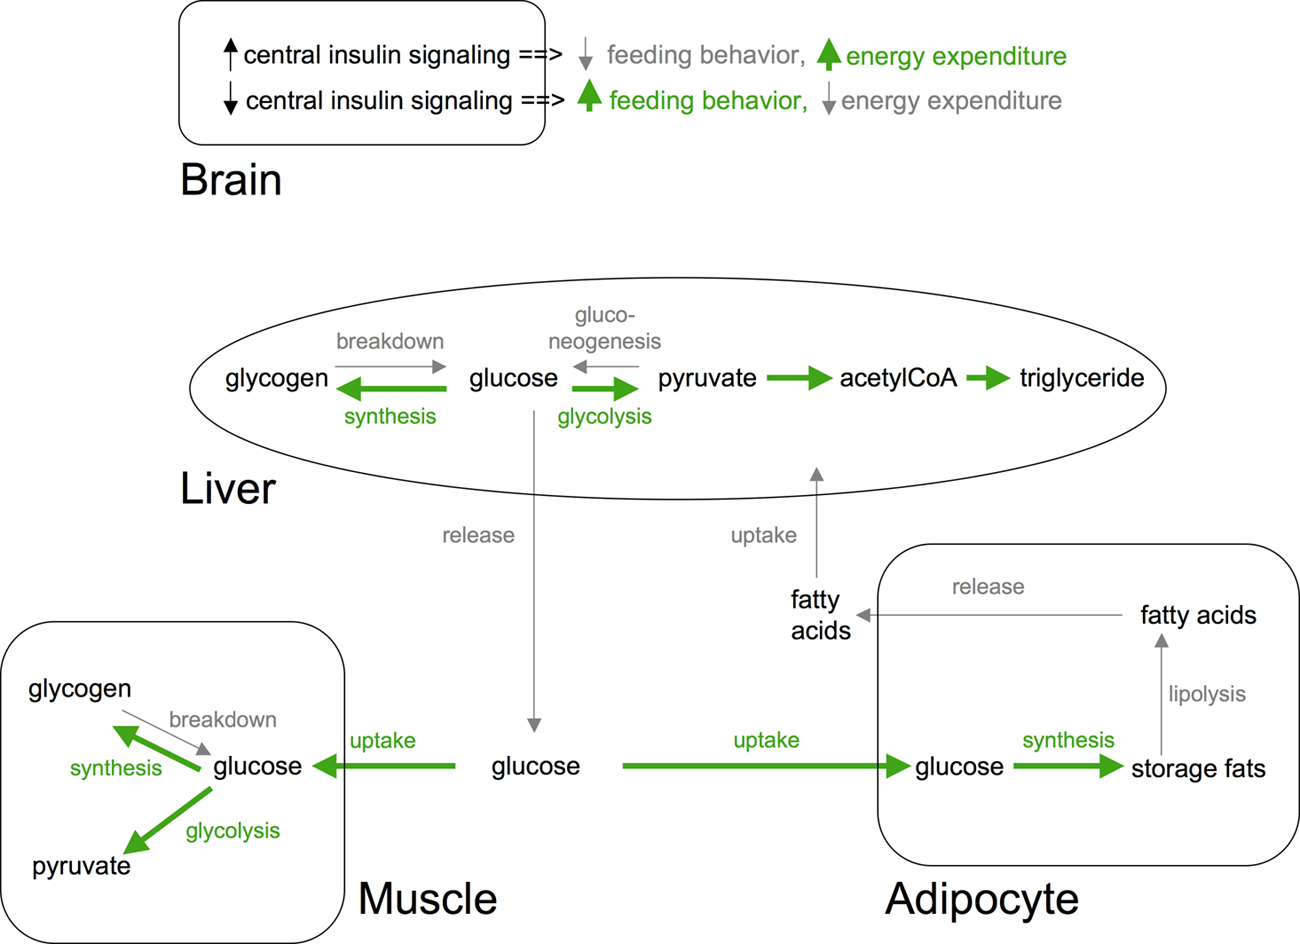 central insulin signaling ==> feeding behavior, energy expenditure
central insulin signaling ==> feeding behavior, energy expenditure
Brain
gluco-
breakdown neogenesis
glycogen glucose pyruvate acetylCoA triglyceride
synthesis glycolysis
Liver
release uptake
release
fatty
acids
fatty acids
lipolysis
glycogen
breakdown
uptake uptake synthesis
synthesis glucose glucose glucose storage fats
glycolysis
pyruvate
Muscle Adipocyte